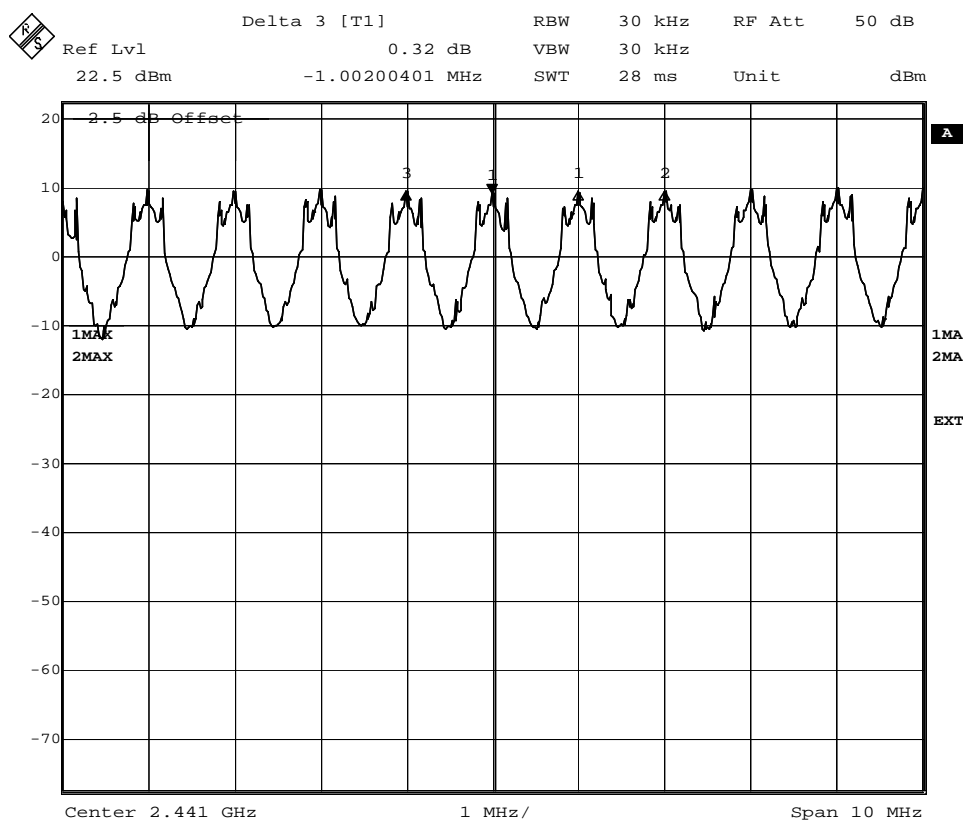 R S
Delta 3 [T1] RBW 30 kHz RF Att 50 dB
Ref Lvl 0.32 dB VBW 30 kHz
22.5 dBm -1.00200401 MHz SWT 28 ms Unit dBm
20 2.5 dB Offset
A
3 1 1 2
10
0
-10
1MAX 1MA
2MAX 2MA
-20
EXT
-30
-40
-50
-60
-70
Center 2.441 GHz 1 MHz/ Span 10 MHz